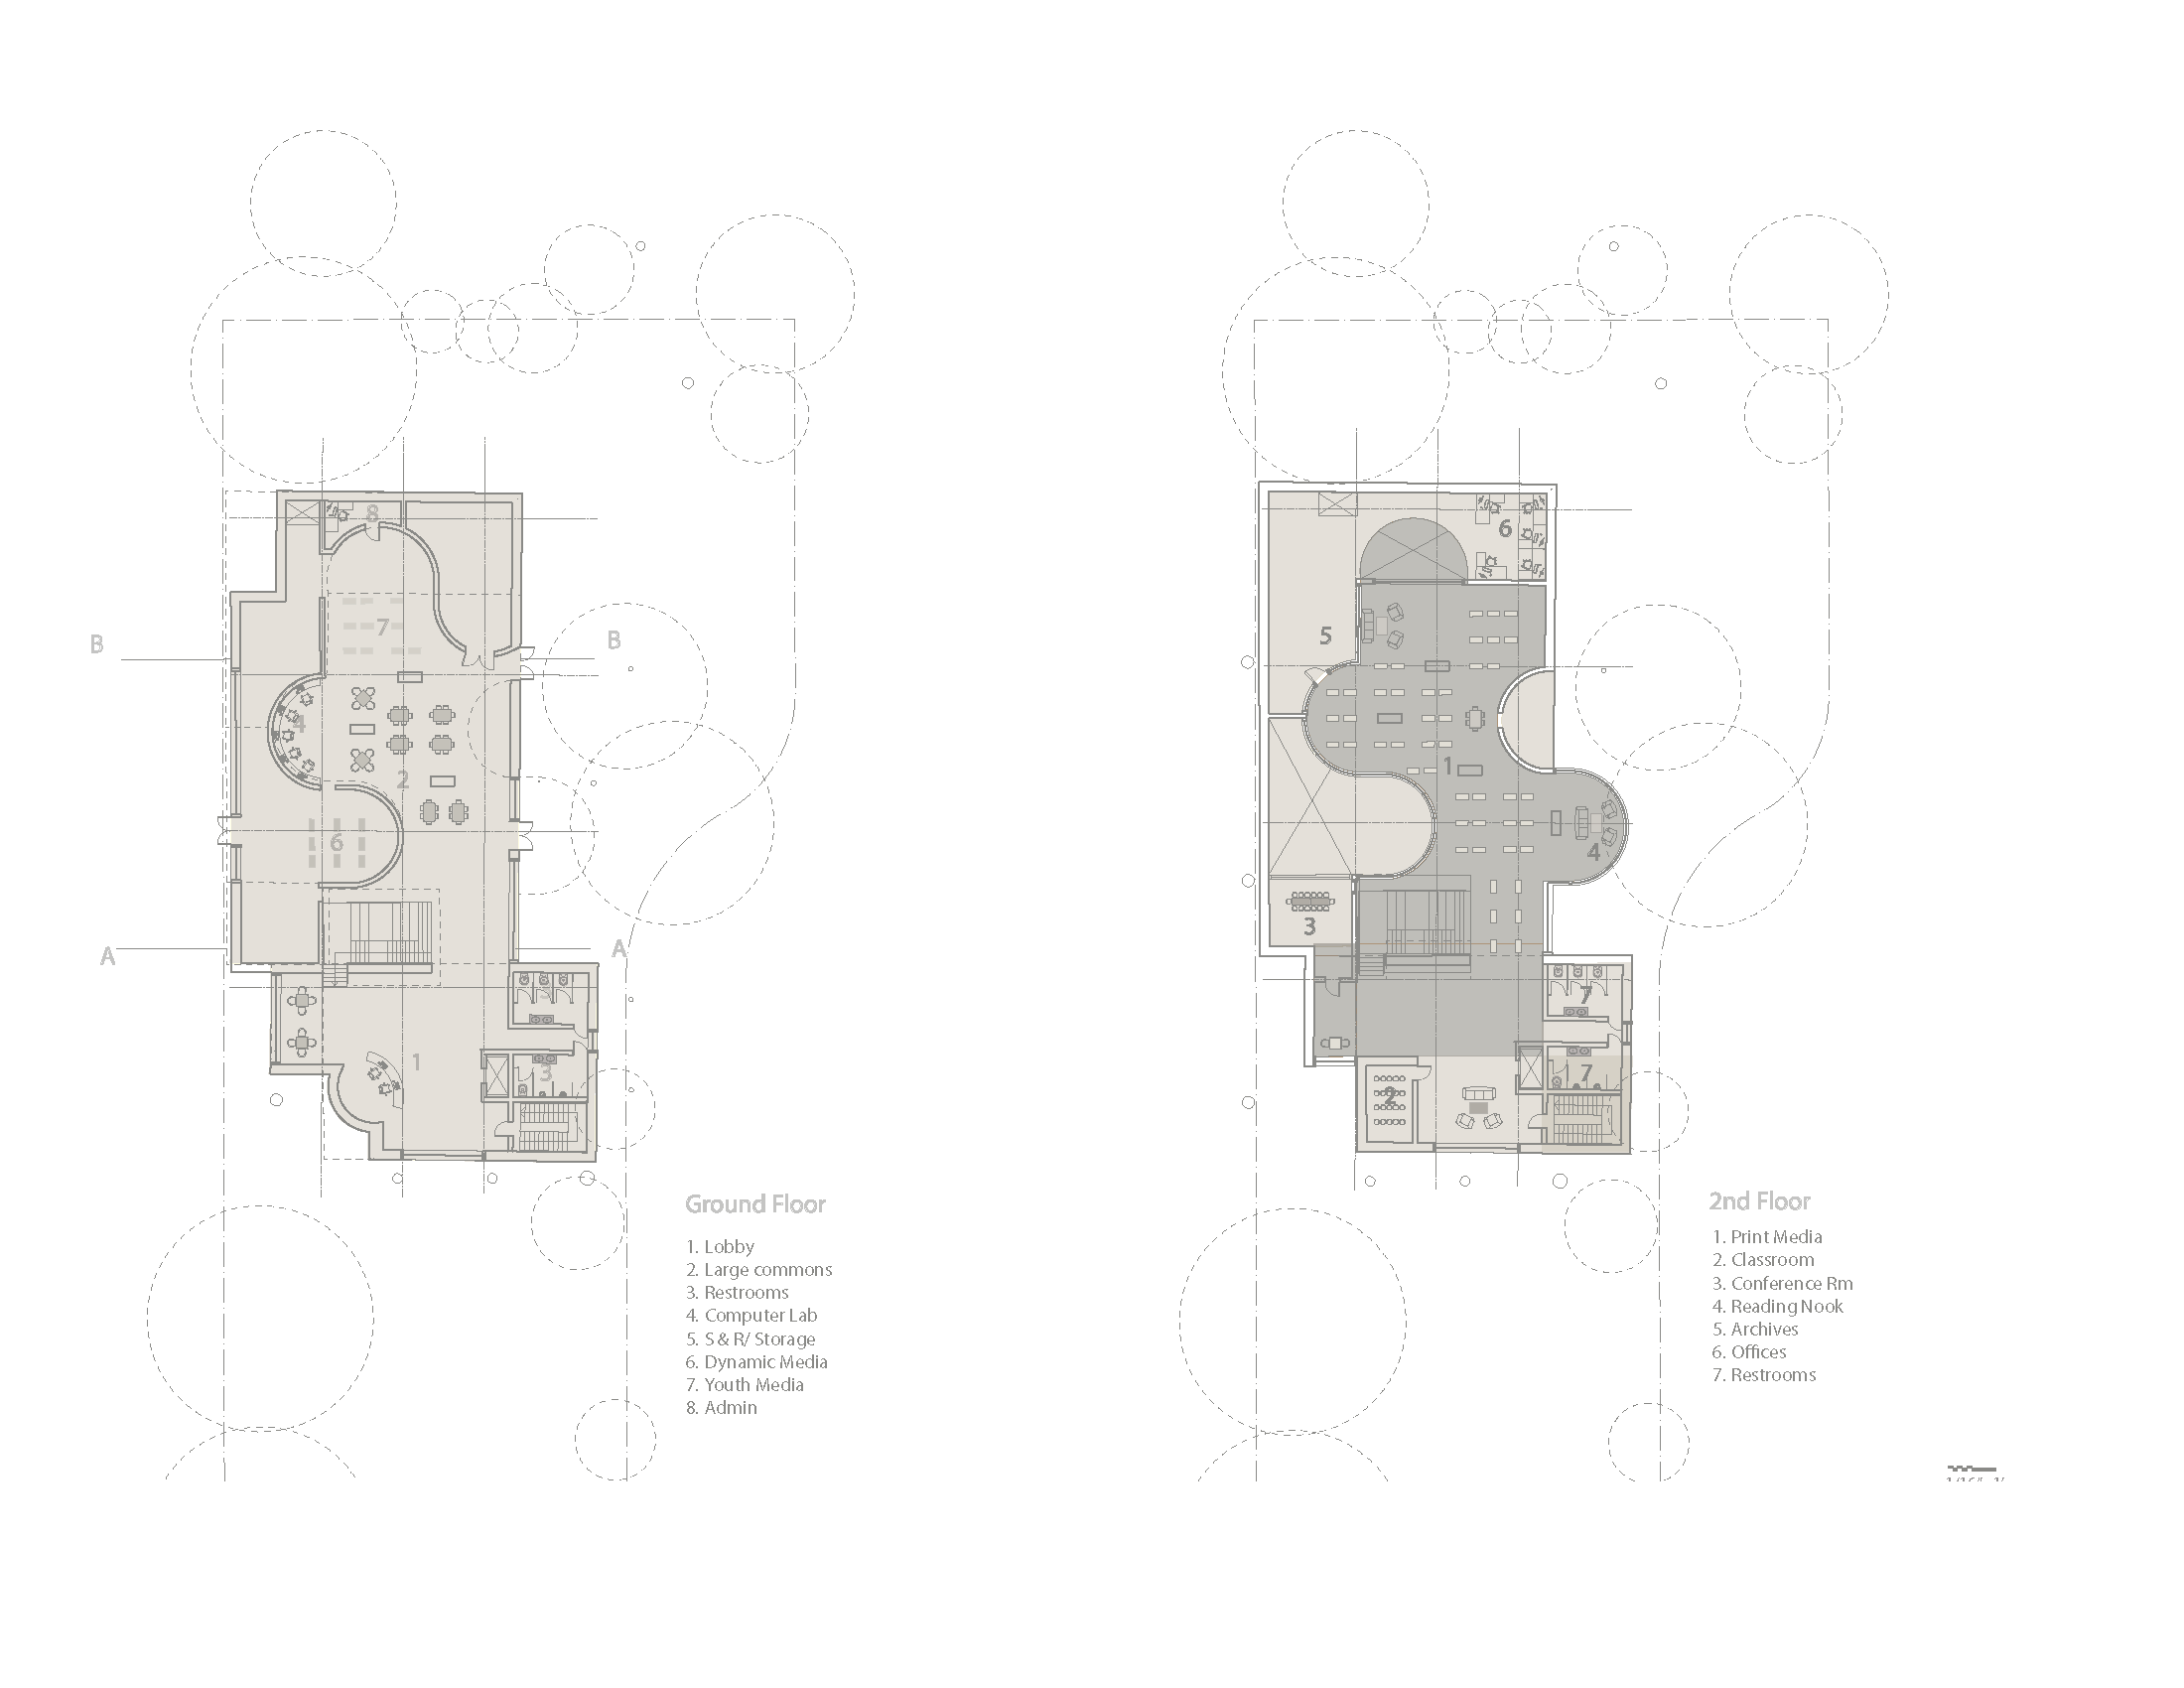 8
7
B
B
4
2
6
A
A
1
3
3
Ground Floor
1. Lobby
2. Large commons
3. Restrooms
4. Computer Lab
5. S & R/ Storage
6. Dynamic Media
7. Youth Media
8. Admin
6
5
1
4
3
7
7
2
2nd Floor
1. Print Media
2. Classroom
3. Conference Rm
4. Reading Nook
5. Archives
6. Offices
7. Restrooms